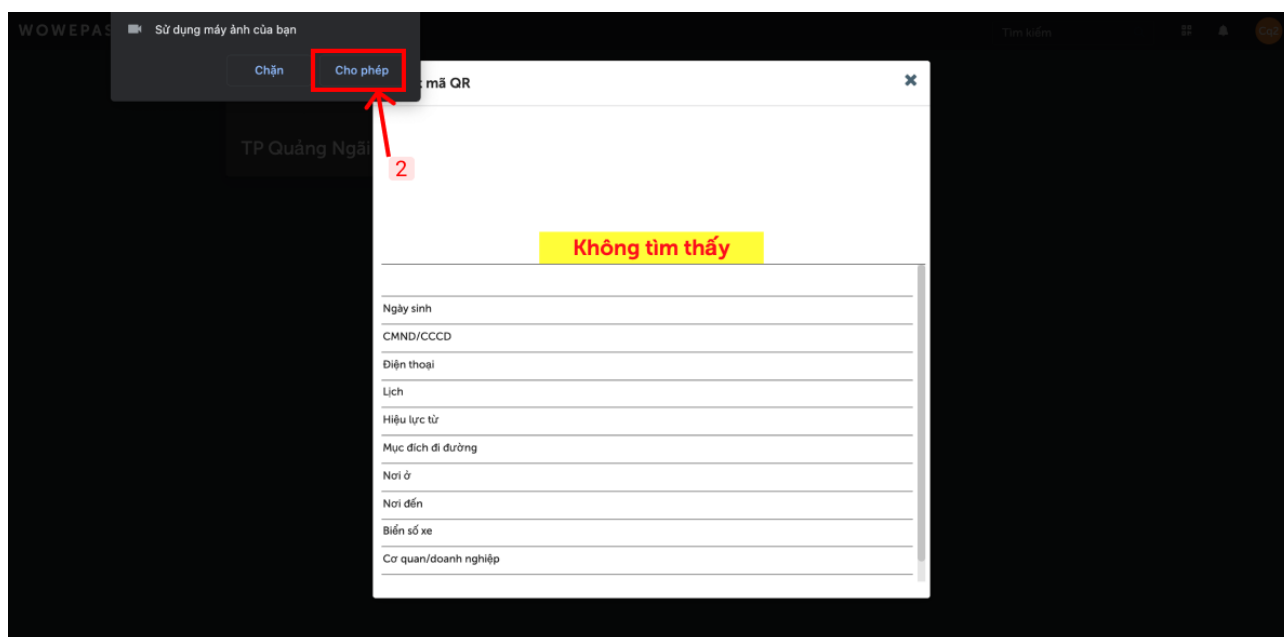 WOWEPAS
Sử dụng máy ảnh của bạn
Tìm kiếm
Chặn
Cho phép
mã QR
TP Quảng Ngãi
2
Không tìm thấy
Ngày sinh
CMND/CCCD
Điện thoại
Lịch
Hiệu lực từ
Mục đích đi đường
Nơi ở
Nơi đến
Biển số xe
Cơ quan/doanh nghiệp